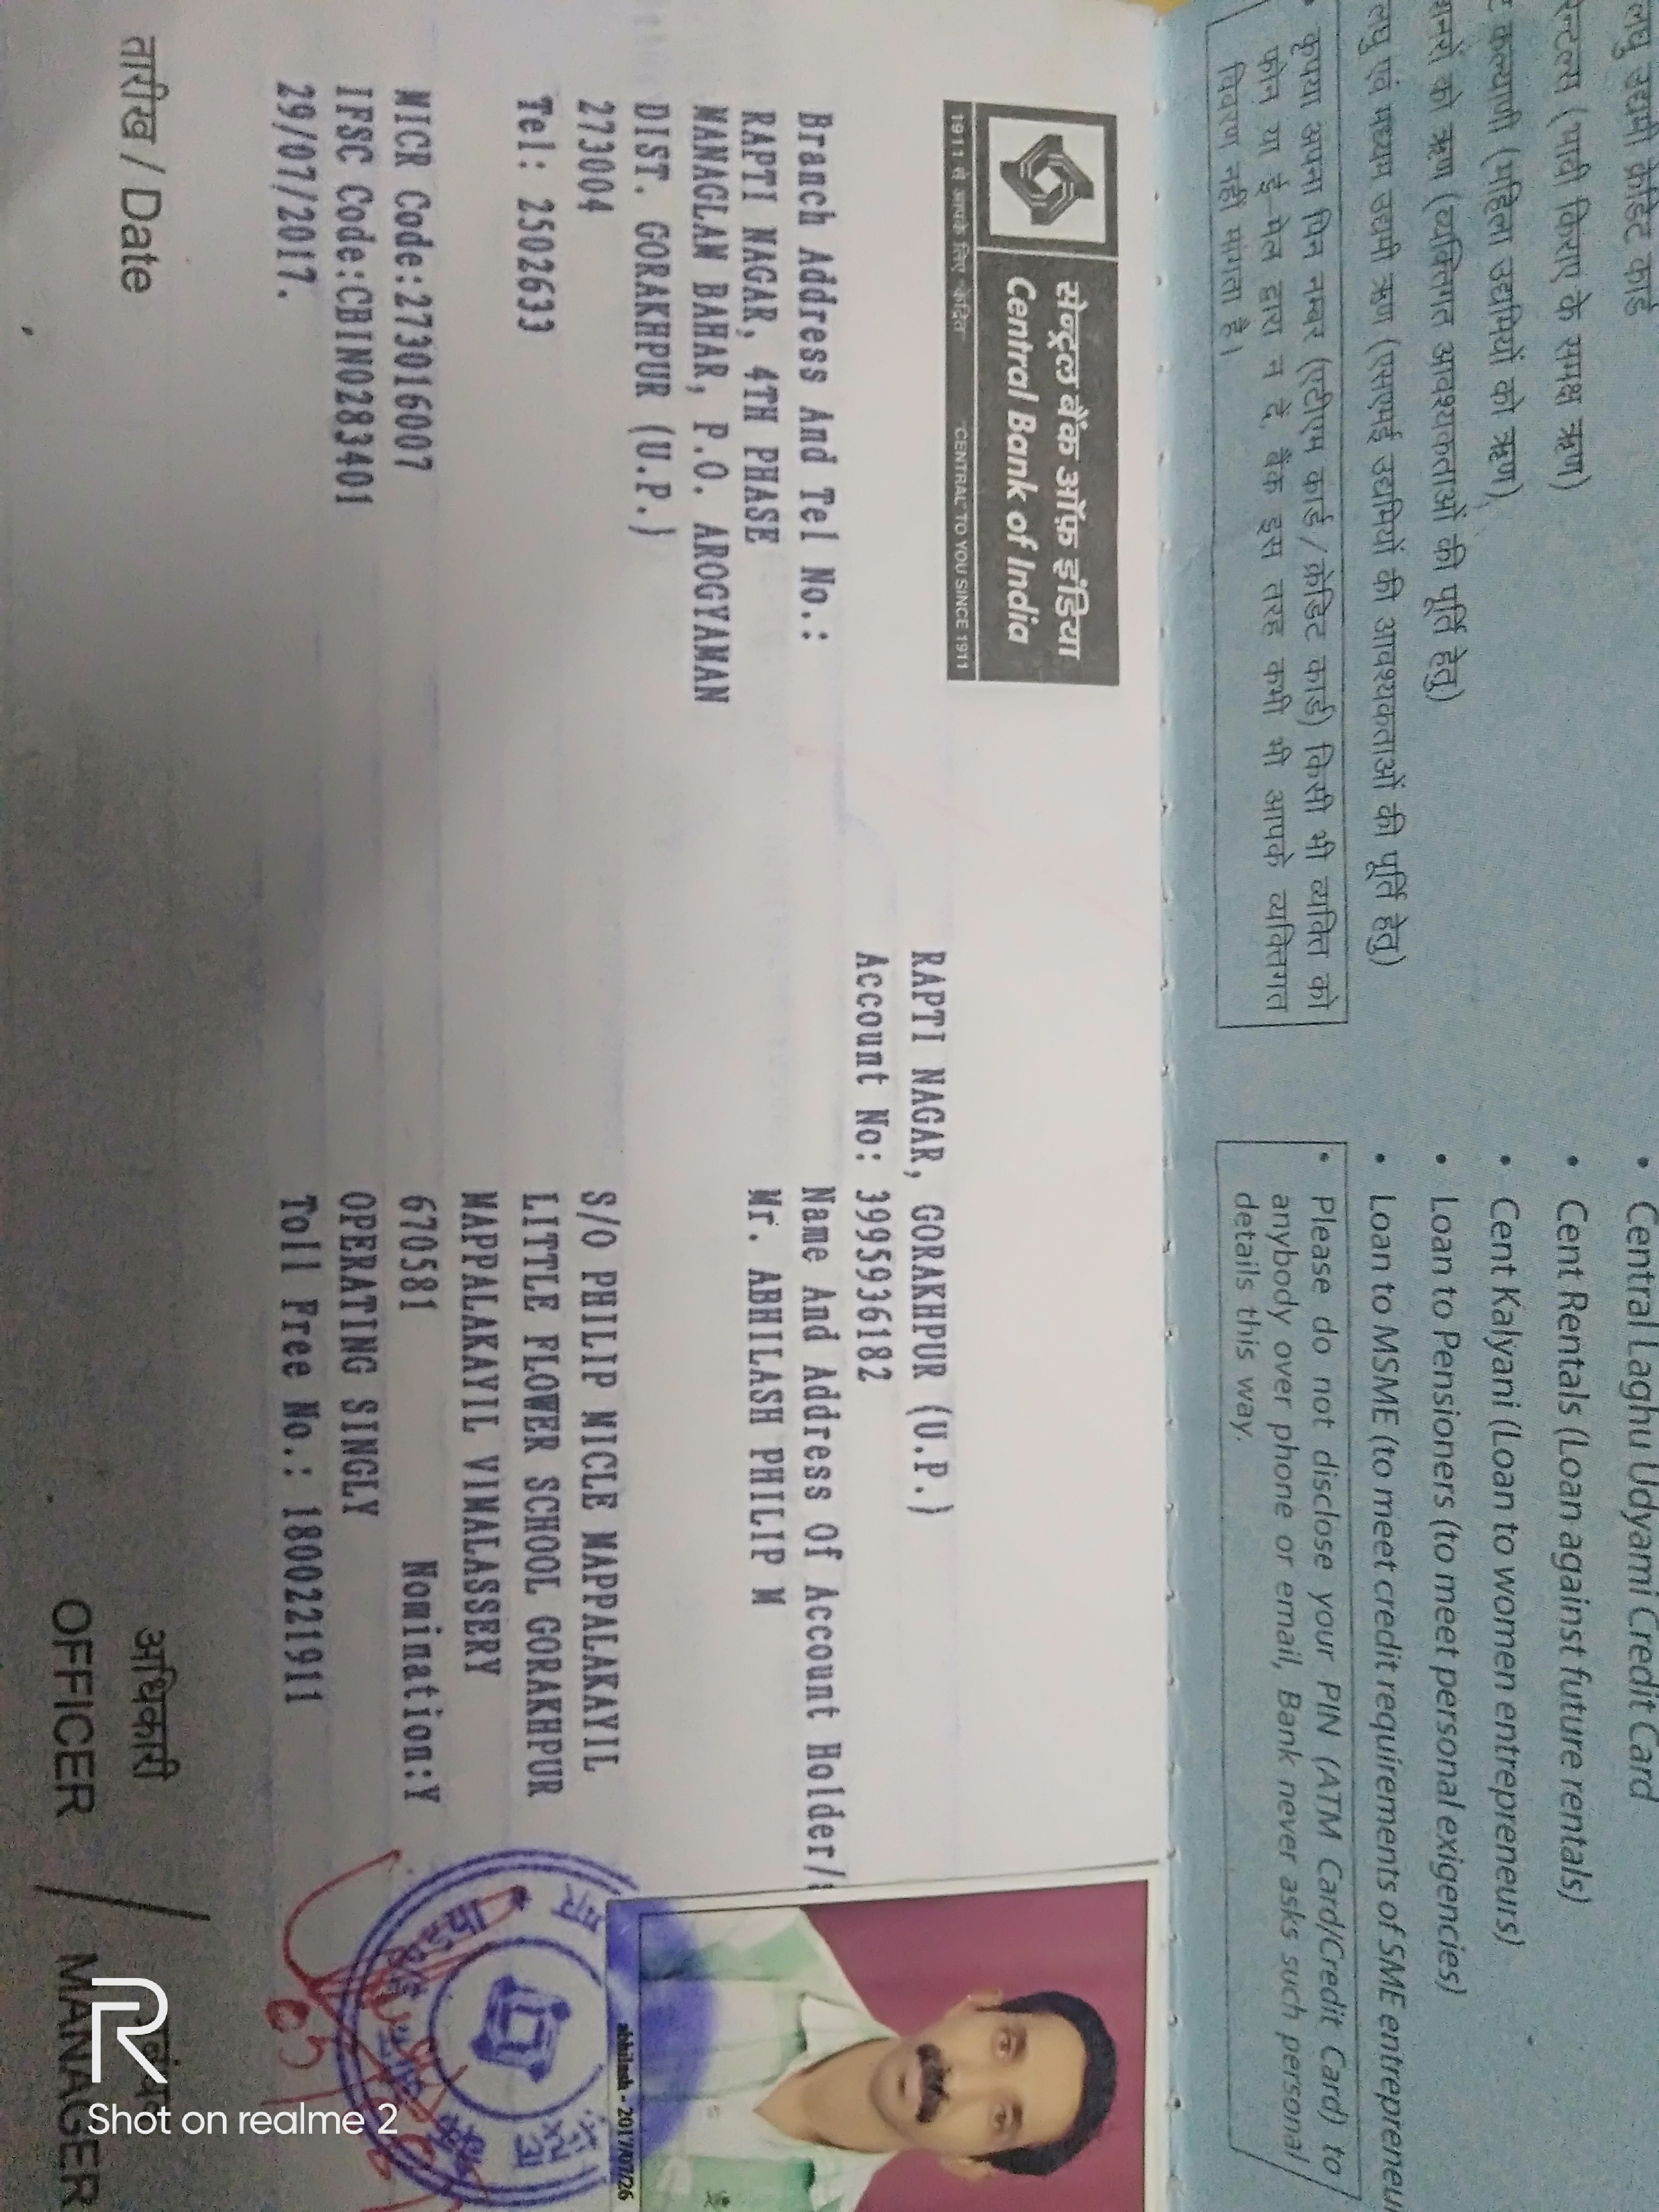 लघु उद्यमी क्रेडिट कार्ड
रेन्टल्स (भावी किराए के समक्ष ऋण)
कल्याणी (महिला उद्यमियों को ऋण)
को ऋण (व्यक्तिगत आवश्यकताओं की पूर्ति हेतु)
लघु एवं मध्यम उद्यमी ऋण (एसएमई उद्यमियों की आवश्यकताओं की पूर्ति हेतु)
कृपया अपना पिन नम्बर (एटीएम कार्ड / क्रेडिट कार्ड) किसी भी व्यक्ति को
फोन या ई-मेल द्वारा न दें, बैंक इस तरह कभी भी आपके व्यक्तिगत
विवरण नहीं मंगाता है।
• Central Laghu Udyami Credit Card
• Cent Rentals (Loan against future rentals)
• Cent Kalyani (Loan to women entrepreneurs)
• Loan to Pensioners (to meet personal exigencies)
• Loan to MSME (to meet credit requirements of SME entrepreneur
• Please do not disclose your PIN (ATM Card/Credit Card) to
anybody over phone or email, Bank never asks such personal
details this way.
सेन्ट्रल बैंक ऑफ़ इंडिया
Central Bank of India
1911 से आपके लिए "केंद्रित" "CENTRAL" TO YOU SINCE 1911
RAPTI NAGAR, GORAKHPUR (U.P.)
Account No: 3995936182
Branch Address And Tel No.:
RAPTI NAGAR, 4TH PHASE
MANAGLAM BAHAR, P.O. AROGYAMAN
DIST. GORAKHPUR (U.P.)
273004
Tel: 2502633
MICR Code:273016007
IFSC Code:CBIN0283401
29/07/2017.
Name And Address Of Account Holder/
Mr. ABHILASH PHILIP M
S/O PHILIP MICLE MAPPALAKAYIL
LITTLE FLOWER SCHOOL GORAKHPUR
MAPPALAKAVIL VIMALASSERY
670581 Nomination:Y
OPERATING SINGLY
Toll Free No.: 1800221911
abhilash - 2017/07/26
तारीख / Date
अधिकारी
OFFICER / MANAGER
R
Shot on realme 2